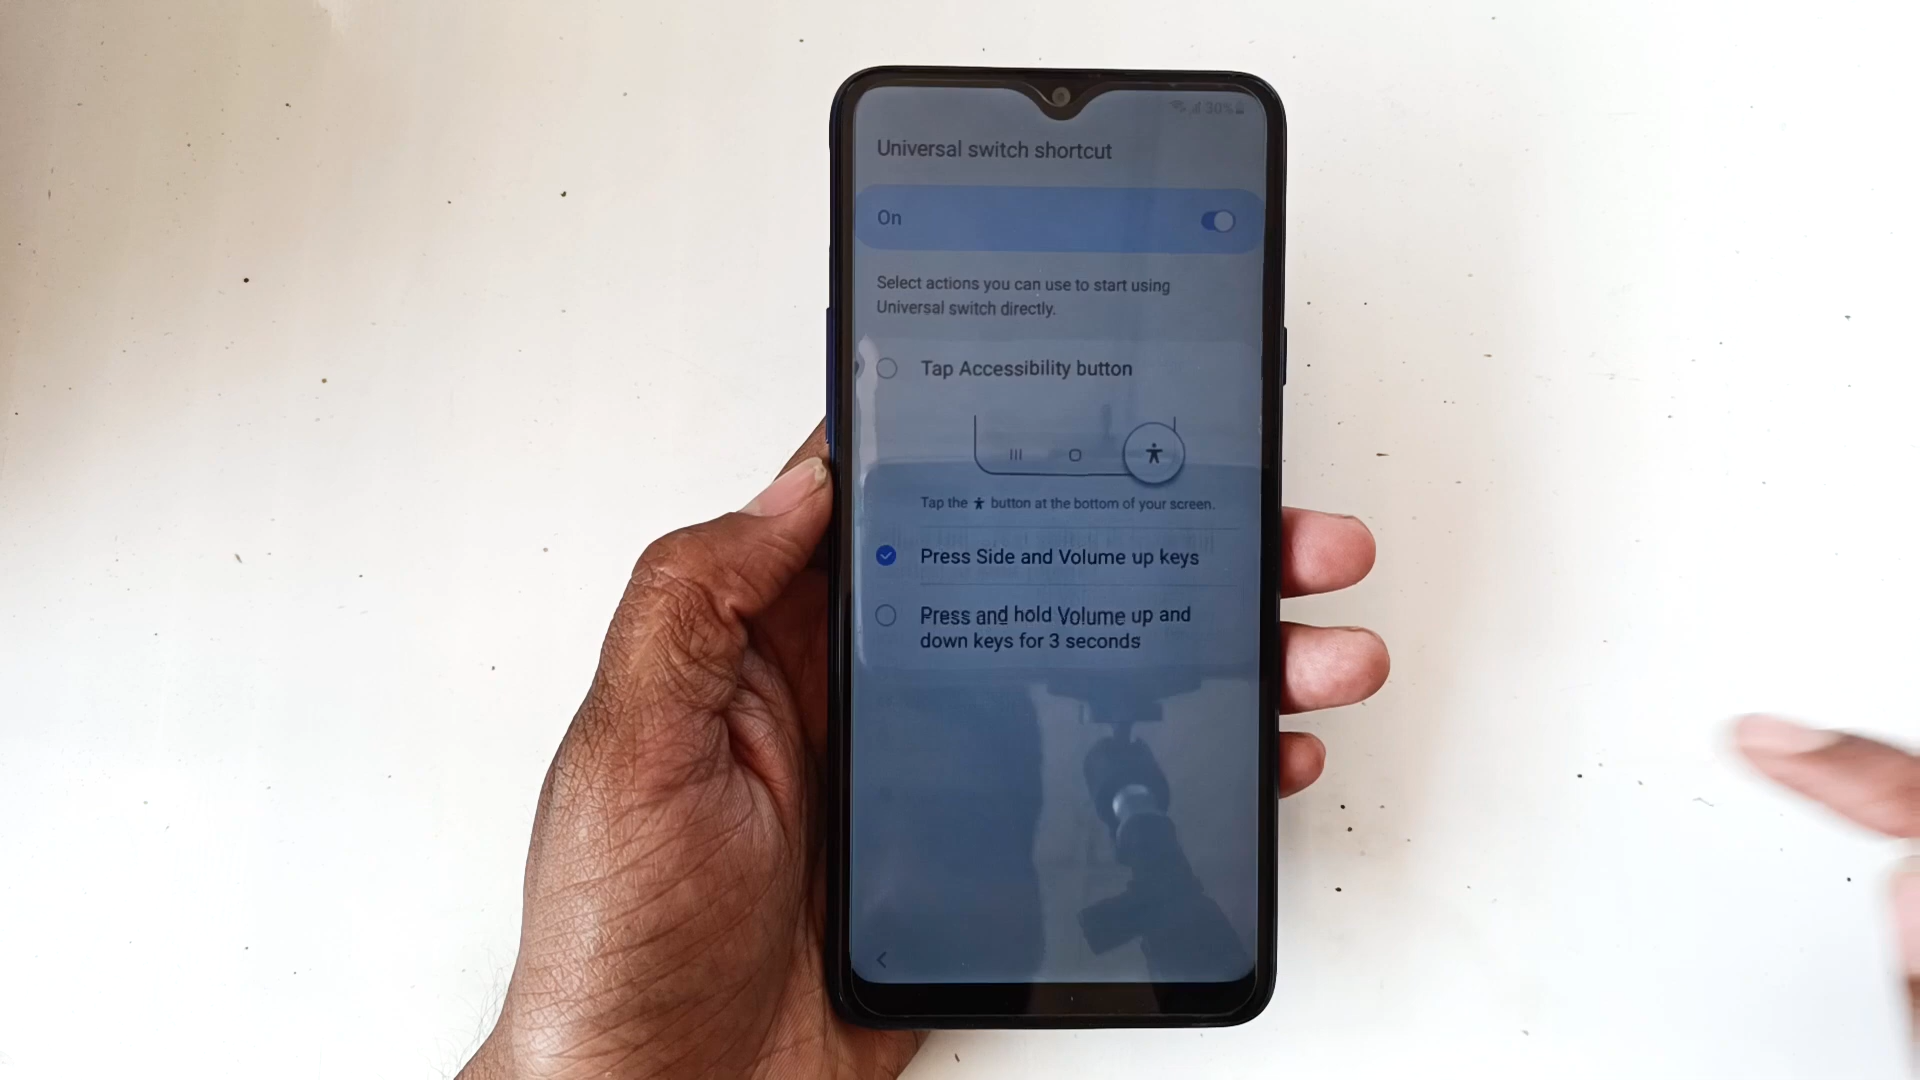 30%
Universal switch shortcut
On
Select actions you can use to start using
Universal switch directly.
Tap Accessibility button
Tap the button at the bottom of your screen.
Press Side and Volume up keys
Press and hold Volume up and
down keys for 3 seconds